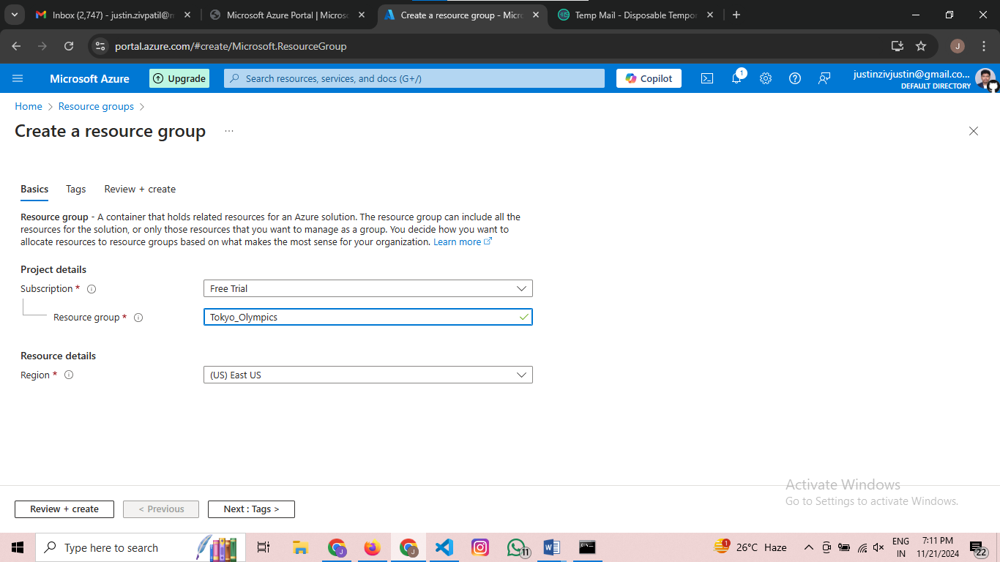 Inbox (2,747) - justin.zivpatil@m
Microsoft Azure Portal | Microso
Create a resource group - Micro
Temp Mail - Disposable Tempo
portal.azure.com/#create/Microsoft.ResourceGroup
J
Microsoft Azure
Upgrade
Search resources, services, and docs (G+/)
Copilot
1
justinzivjustin@gmail.co...
DEFAULT DIRECTORY
Home > Resource groups >
Create a resource group ...
Basics
Tags
Review + create
Resource group - A container that holds related resources for an Azure solution. The resource group can include all the
resources for the solution, or only those resources that you want to manage as a group. You decide how you want to
allocate resources to resource groups based on what makes the most sense for your organization. Learn more
Project details
Subscription *
Free Trial
Resource group *
Tokyo_Olympics
Resource details
Region *
(US) East US
Activate Windows
Go to Settings to activate Windows.
Review + create
< Previous
Next : Tags >
Type here to search
J
J
11
1
26°C Haze
ENG
IN
7:11 PM
11/21/2024
22